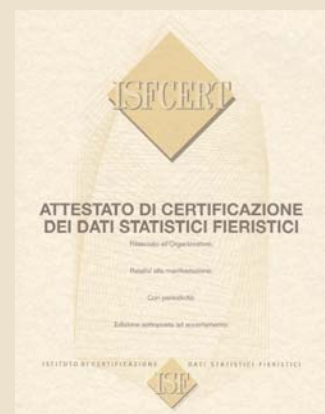 ISFCERT
ATTESTATO DI CERTIFICAZIONE
DEI DATI STATISTICI FIERISTICI
Rilasciato all'Organizzatore:
Relativi alla manifestazione:
Con periodicità:
Edizione sottoposta ad accertamento:
ISTITUTO DI CERTIFICAZIONE DATI STATISTICI FIERISTICI
ISF